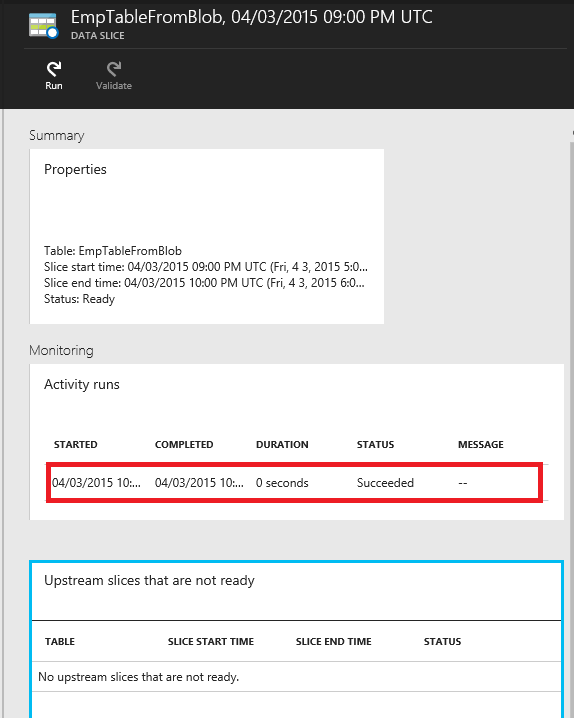 EmpTableFromBlob, 04/03/2015 09:00 PM UTC
DATA SLICE
Run Validate
Summary
Properties
Table: EmpTableFromBlob
Slice start time: 04/03/2015 09:00 PM UTC (Fri, 4 3, 2015 5:0...
Slice end time: 04/03/2015 10:00 PM UTC (Fri, 4 3, 2015 6:0...
Status: Ready
Monitoring
Activity runs
STARTED COMPLETED DURATION STATUS MESSAGE
04/03/2015 10:... 04/03/2015 10:... 0 seconds Succeeded --
Upstream slices that are not ready
TABLE SLICE START TIME SLICE END TIME STATUS
No upstream slices that are not ready.